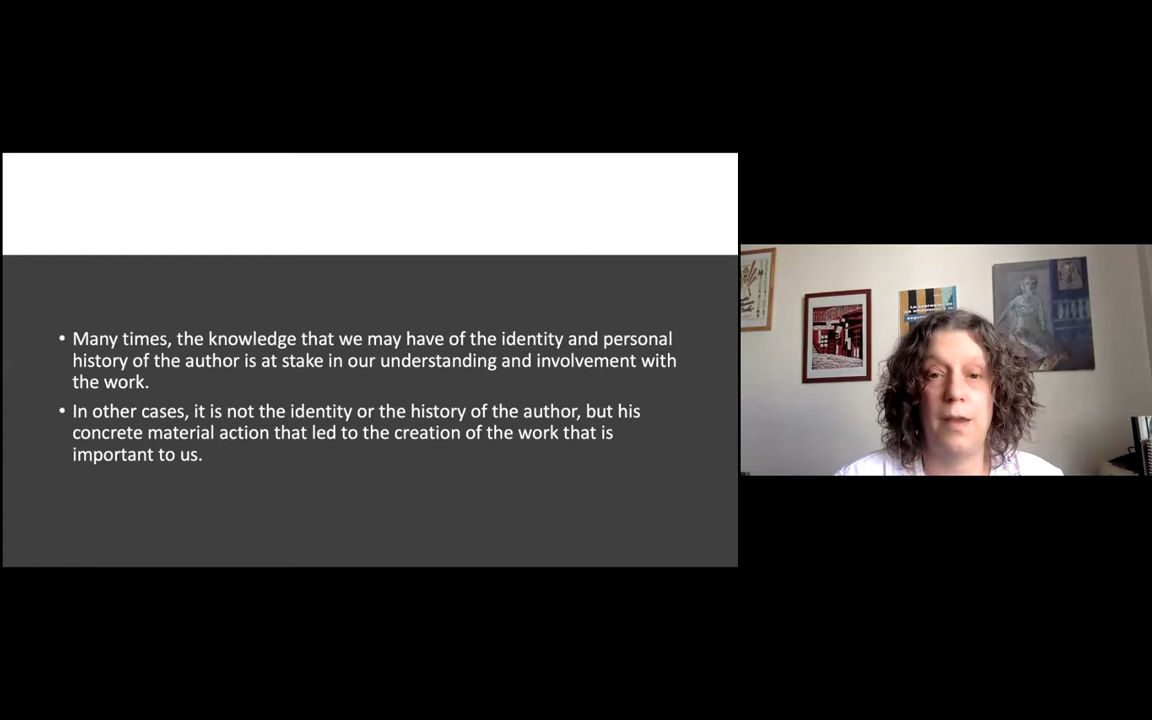 • Many times, the knowledge that we may have of the identity and personal
history of the author is at stake in our understanding and involvement with
the work.
• In other cases, it is not the identity or the history of the author, but his
concrete material action that led to the creation of the work that is
important to us.